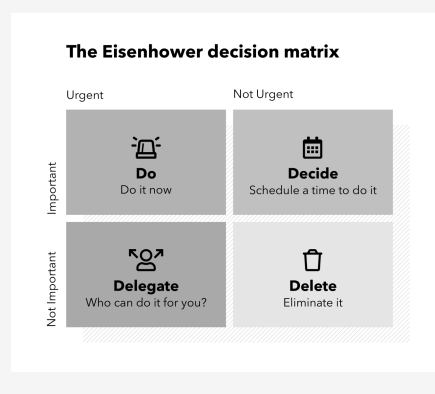 The Eisenhower decision matrix
Urgent
Not Urgent
Important
Do
Do it now
Decide
Schedule a time to do it
Not Important
Delegate
Who can do it for you?
Delete
Eliminate it